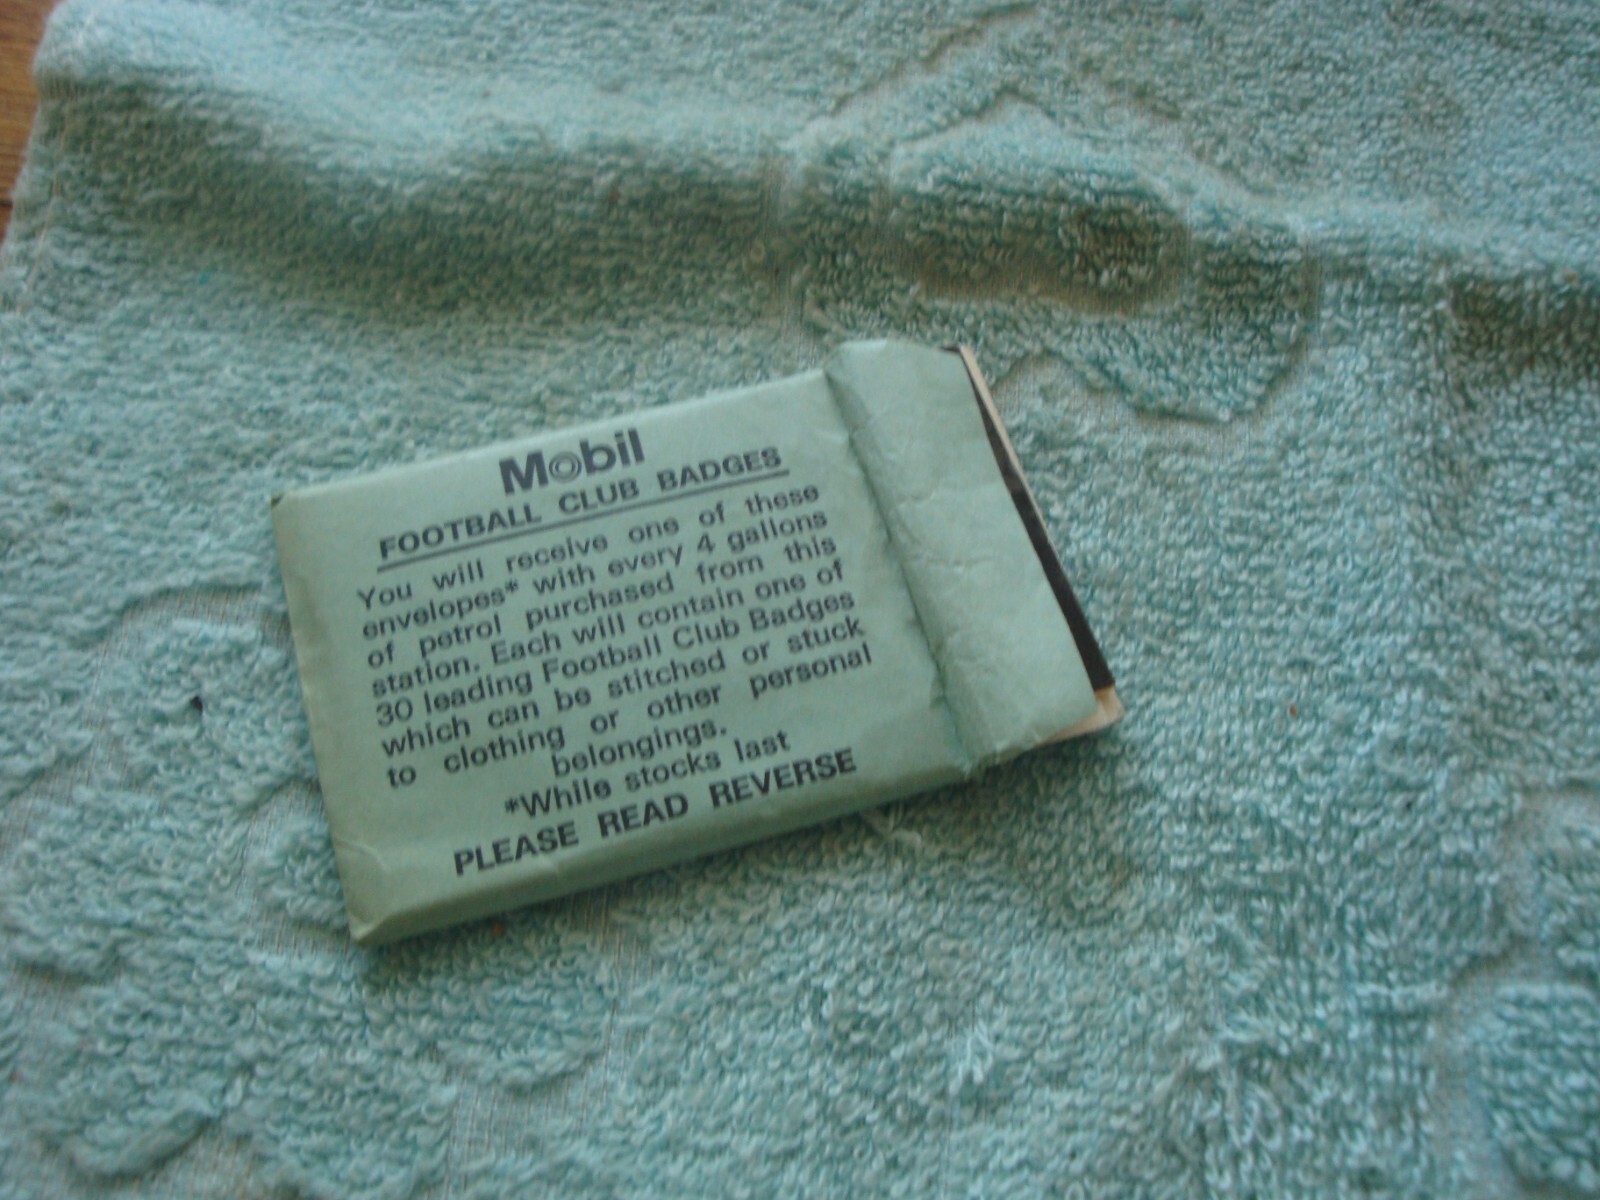 Mobil
FOOTBALL CLUB BADGES
You will receive one of these
envelopes* with every 4 gallons
of petrol purchased from this
station. Each will contain one of
30 leading Football Club Badges
which can be stitched or stuck
to clothing or other personal
belongings.
*While stocks last
PLEASE READ REVERSE